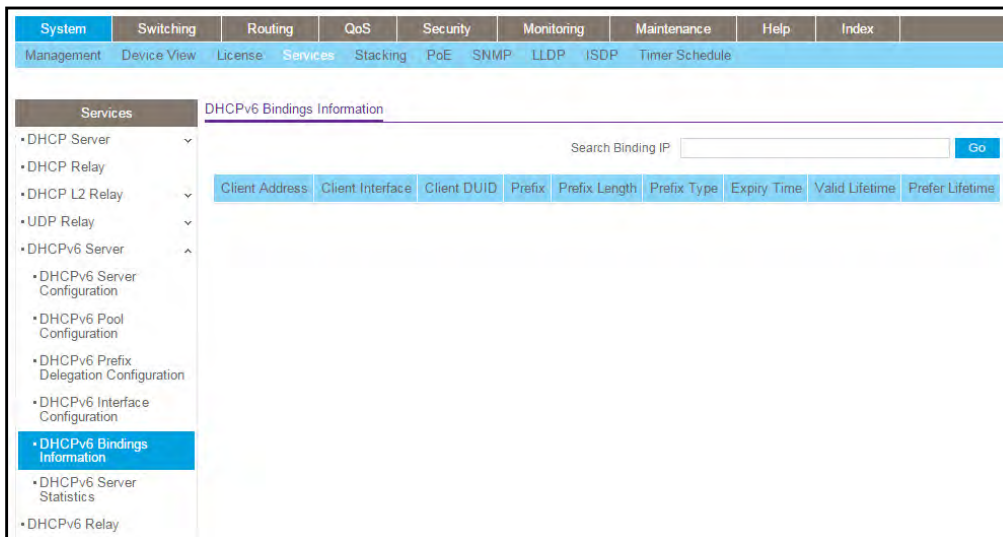 System Switching Routing QoS Security Monitoring Maintenance Help Index
Management Device View License Services Stacking PoE SNMP LLDP ISDP Timer Schedule
Services
DHCP Server
DHCP Relay
DHCP L2 Relay
UDP Relay
DHCPv6 Server
DHCPv6 Server
Configuration
DHCPv6 Pool
Configuration
DHCPv6 Prefix
Delegation Configuration
DHCPv6 Interface
Configuration
DHCPv6 Bindings
Information
DHCPv6 Server
Statistics
DHCPv6 Relay
DHCPv6 Bindings Information
Search Binding IP Go
Client Address Client Interface Client DUID Prefix Prefix Length Prefix Type Expiry Time Valid Lifetime Prefer Lifetime